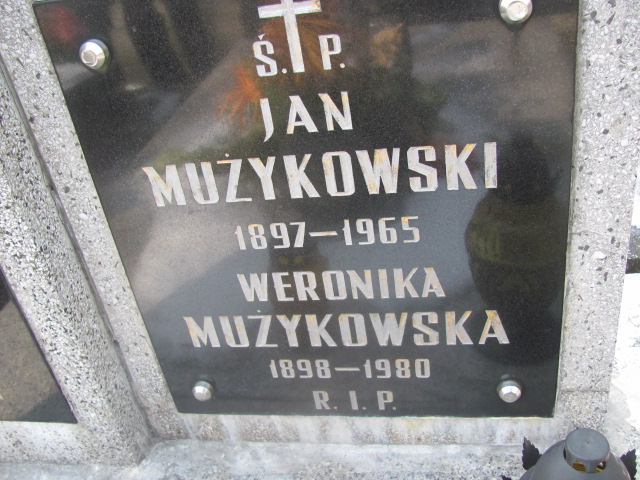 Ś. P.
JAN
MUŻYKOWSKI
1897-1965
WERONIKA
MUŻYKOWSKA
1898-1980
R. I. P.